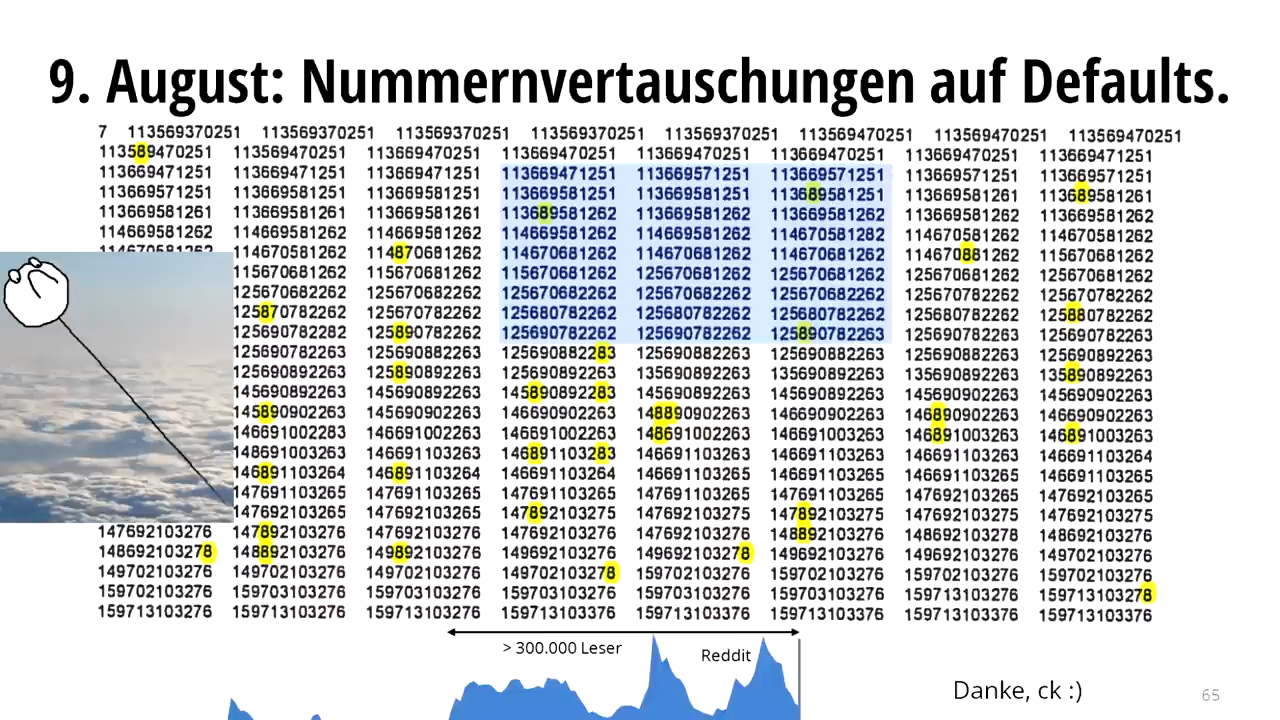 9. August: Nummernvertauschungen auf Defaults.
7 113569370251 113569370251 113569370251 113569370251 113569370251 113569470251 113569470251 113569470251
113589470251 113569470251 113569470251 113669470251 113669470251 113669470251 113669470251 113669471251
113669471251 113669471251 113669471251 113669471251 113669571251 113669571251 113669571251 113669571251
113669571251 113669581251 113669581251 113669581251 113669581251 113689581251 113669581261 113689581261
113669581261 113669581261 113669581261 113689581262 113669581262 113669581262 113669581262 113669581262
114669581262 114669581262 114669581262 114669581262 114669581262 114670581282 114670581262 114670581262
114670581262 114670581262 114870681262 114670681262 114670681262 114670681262 114670881262 115670681262
115670681262 115670681262 115670681262 125670681262 125670681262 125670681262 125670681262
125670682262 125670682262 125670682262 125670682262 125670682262 125670782262 125670782262
125870782262 125670782262 125680782262 125680782262 125680782262 125680782262 125880782262
125690782282 125890782262 125690782262 125690782262 125890782263 125690782263 125690782263
125690782263 125690882263 125690882283 125690882263 125690882263 125690882263 125690892263
125690892263 125890892263 125690892263 135690892263 135690892263 135690892263 135890892263
145690892263 145690892263 145890892283 145690892263 145690892263 145690902263 145690902263
145890902263 145690902263 146690902263 148890902263 146690902263 146890902263 146690902263
146691002283 146691002263 146691002263 148691002263 146691003263 146891003263 146891003263
148691003263 146691103263 146891103283 146691103263 146691103263 146691103263 146691103264
146891103264 146891103264 146691103264 146691103263 146691103265 146691103265 146691103265
147691103265 147691103265 147691103265 147691103265 147691103265 147691103265 147691103265
147692103265 147692103265 147892103275 147692103275 147892103275 147692103275 147692103275
147692103276 147892103276 147692103276 147692103276 147692103276 148892103276 148692103278 148692103276
148692103278 148892103276 149892103276 149692103276 149692103278 149692103276 149692103276 149702103276
149702103276 149702103276 149702103276 149702103278 159702103276 159702103276 159702103276 159702103276
159702103276 159703103276 159703103276 159703103276 159703103276 159703103276 159713103276 159713103278
159713103276 159713103276 159713103276 159713103376 159713103376 159713103376 159713103376 159713103376
> 300.000 Leser
Reddit
Danke, ck :)
65